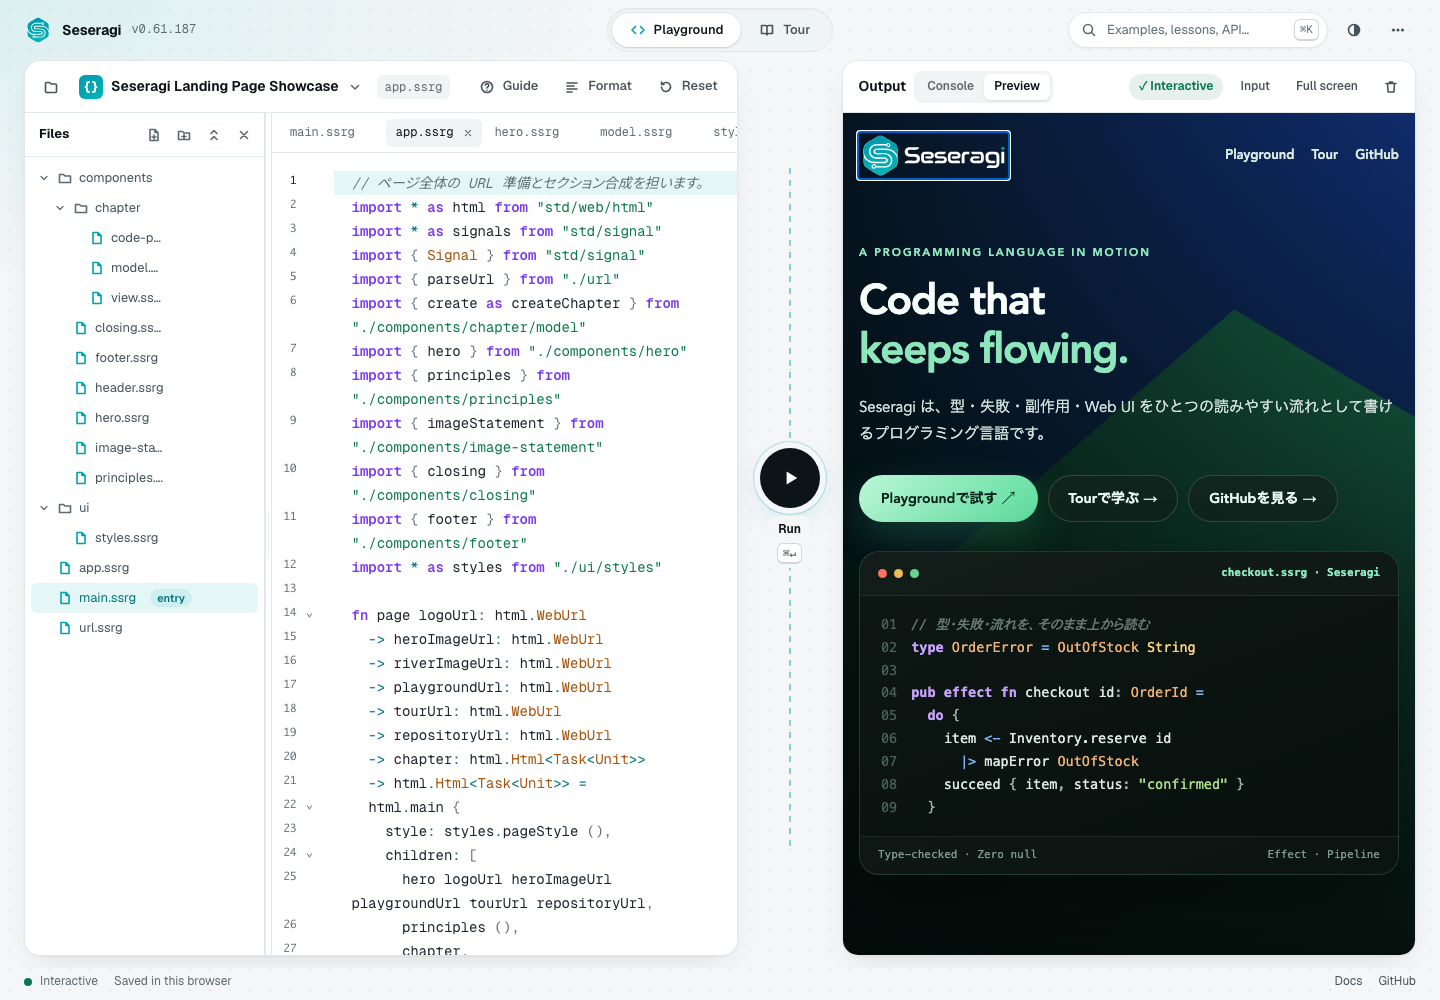 Seseragi v0.61.187
Playground
Tour
Examples, lessons, API... ⌘K
{} Seseragi Landing Page Showcase app.ssrg
Guide
Format
Reset
Files
components
chapter
code-p...
model....
view.ss...
closing.ss...
footer.ssrg
header.ssrg
hero.ssrg
image-sta...
principles....
ui
styles.ssrg
app.ssrg
main.ssrg entry
url.ssrg
main.ssrg app.ssrg × hero.ssrg model.ssrg styl
1 // ページ全体の URL 準備とセクション合成を担います。
2 import * as html from "std/web/html"
3 import * as signals from "std/signal"
4 import { Signal } from "std/signal"
5 import { parseUrl } from "./url"
6 import { create as createChapter } from
"./components/chapter/model"
7 import { hero } from "./components/hero"
8 import { principles } from
"./components/principles"
9 import { imageStatement } from
"./components/image-statement"
10 import { closing } from
"./components/closing"
11 import { footer } from
"./components/footer"
12 import * as styles from "./ui/styles"
13
14 fn page logoUrl: html.WebUrl
15 -> heroImageUrl: html.WebUrl
16 -> riverImageUrl: html.WebUrl
17 -> playgroundUrl: html.WebUrl
18 -> tourUrl: html.WebUrl
19 -> repositoryUrl: html.WebUrl
20 -> chapter: html.Html<Task<Unit>>
21 -> html.Html<Task<Unit>> =
22 html.main {
23 style: styles.pageStyle (),
24 children: [
25 hero logoUrl heroImageUrl
playgroundUrl tourUrl repositoryUrl,
26 principles (),
27 chapter,
Run
⌘↵
Output Console Preview
✓ Interactive
Input
Full screen
Seseragi
Playground Tour GitHub
A PROGRAMMING LANGUAGE IN MOTION
Code that
keeps flowing.
Seseragi は、型・失敗・副作用・Web UI をひとつの読みやすい流れとして書け
るプログラミング言語です。
Playgroundで試す ↗
Tourで学ぶ →
GitHubを見る →
checkout.ssrg · Seseragi
01 // 型・失敗・流れを、そのまま上から読む
02 type OrderError = OutOfStock String
03
04 pub effect fn checkout id: OrderId =
05 do {
06 item <- Inventory.reserve id
07 |> mapError OutOfStock
08 succeed { item, status: "confirmed" }
09 }
Type-checked · Zero null
Effect · Pipeline
Interactive
Saved in this browser
Docs
GitHub